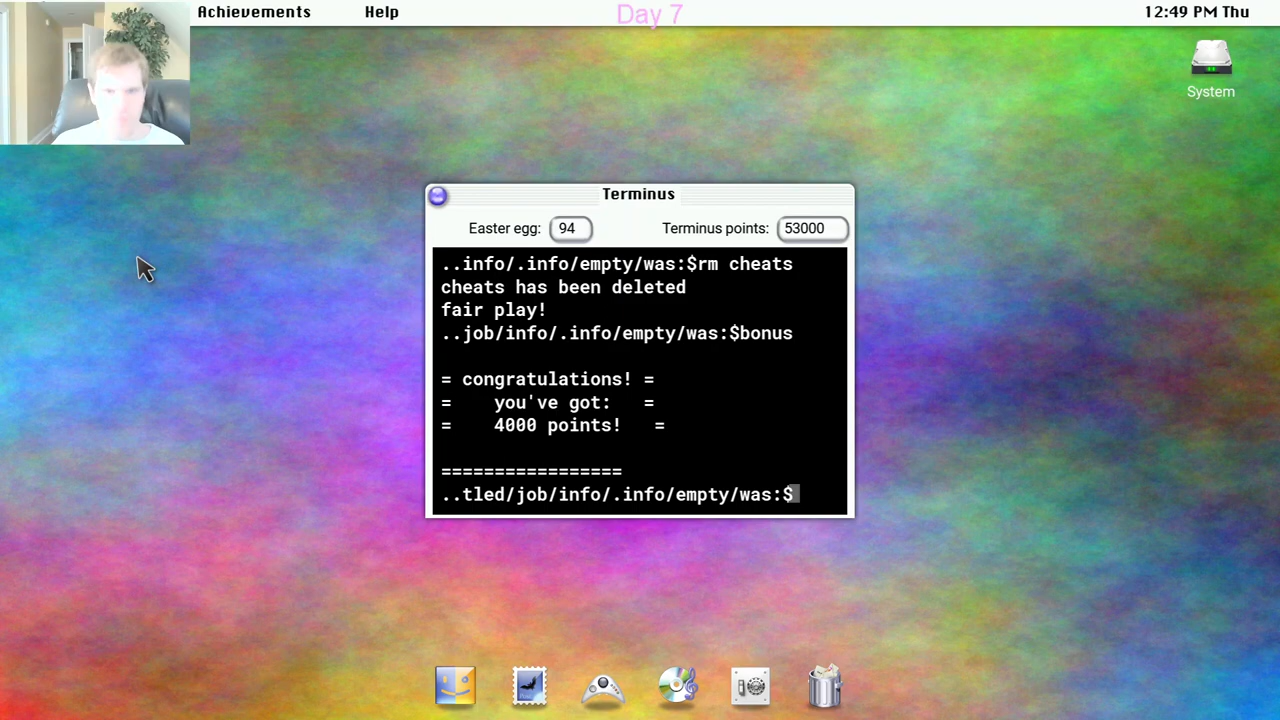 Achievements Help Day 7 12:49 PM Thu
System
Terminus
Easter egg: 94 Terminus points: 53000
..info/.info/empty/was:$rm cheats
cheats has been deleted
fair play!
..job/info/.info/empty/was:$bonus
= congratulations! =
= you've got: =
= 4000 points! =
=================
..tled/job/info/.info/empty/was:$